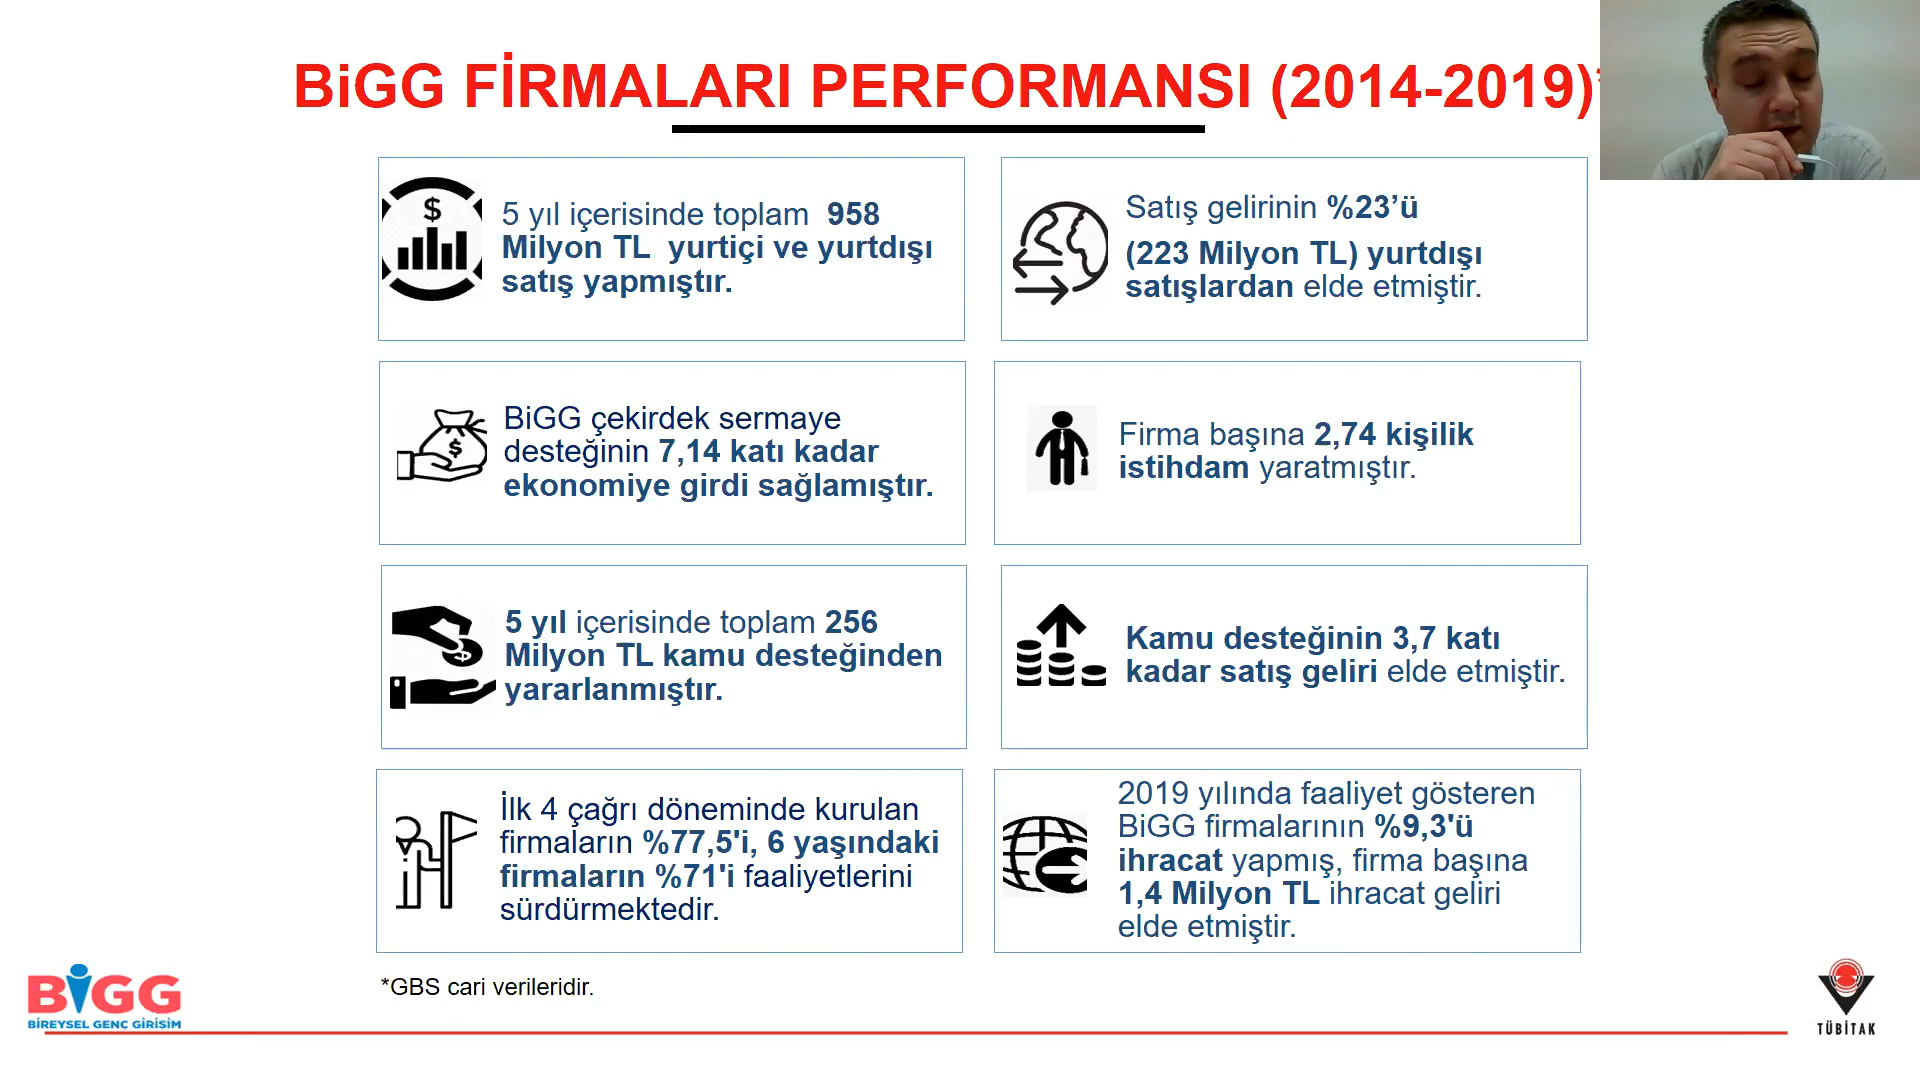 BiGG FİRMALARI PERFORMANSI (2014-2019)*
5 yıl içerisinde toplam 958
Milyon TL yurtiçi ve yurtdışı
satış yapmıştır.
Satış gelirinin %23’ü
(223 Milyon TL) yurtdışı
satışlardan elde etmiştir.
BiGG çekirdek sermaye
desteğinin 7,14 katı kadar
ekonomiye girdi sağlamıştır.
Firma başına 2,74 kişilik
istihdam yaratmıştır.
5 yıl içerisinde toplam 256
Milyon TL kamu desteğinden
yararlanmıştır.
Kamu desteğinin 3,7 katı
kadar satış geliri elde etmiştir.
İlk 4 çağrı döneminde kurulan
firmaların %77,5'i, 6 yaşındaki
firmaların %71'i faaliyetlerini
sürdürmektedir.
2019 yılında faaliyet gösteren
BiGG firmalarının %9,3'ü
ihracat yapmış, firma başına
1,4 Milyon TL ihracat geliri
elde etmiştir.
*GBS cari verileridir.
BiGG
BİREYSEL GENÇ GİRİŞİM
TÜBİTAK